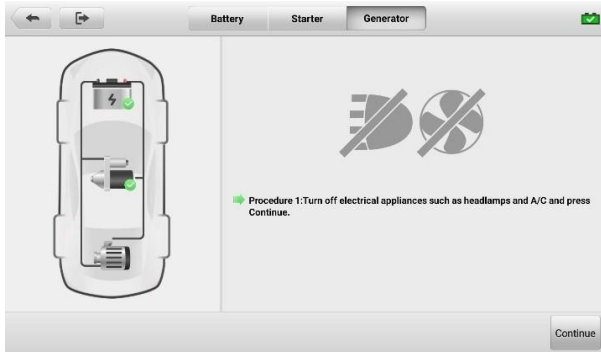 Battery Starter Generator
Procedure 1:Turn off electrical appliances such as headlamps and A/C and press
Continue.
Continue